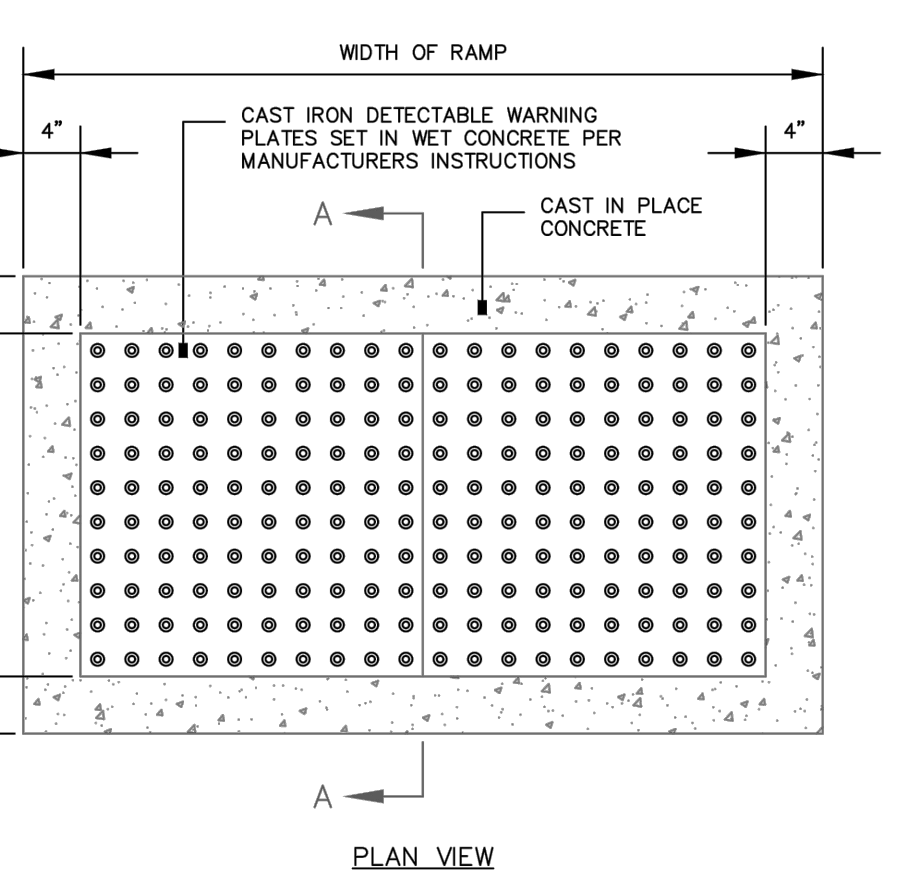 WIDTH OF RAMP
4"
CAST IRON DETECTABLE WARNING
PLATES SET IN WET CONCRETE PER
MANUFACTURERS INSTRUCTIONS
4"
A
CAST IN PLACE
CONCRETE
A
PLAN VIEW